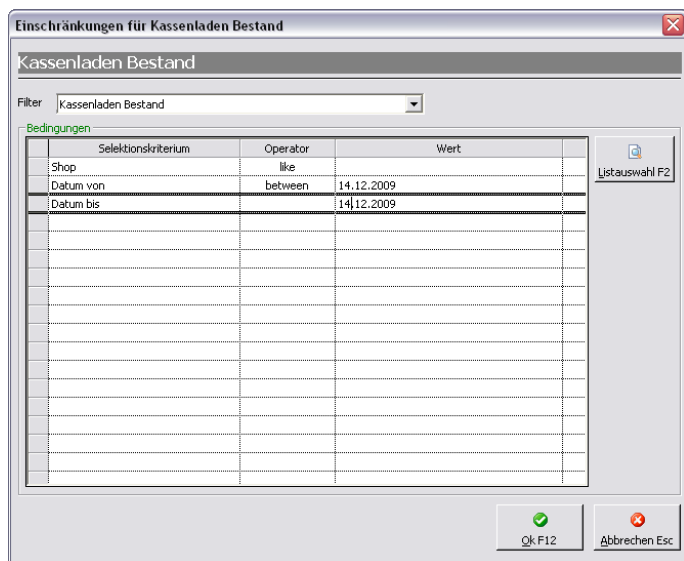 Einschränkungen für Kassenladen Bestand
Kassenladen Bestand
Filter Kassenladen Bestand
Bedingungen
Selektionskriterium Operator Wert
Shop like
Datum von between 14.12.2009
Datum bis 14.12.2009
Listauswahl F2
Ok F12
Abbrechen Esc